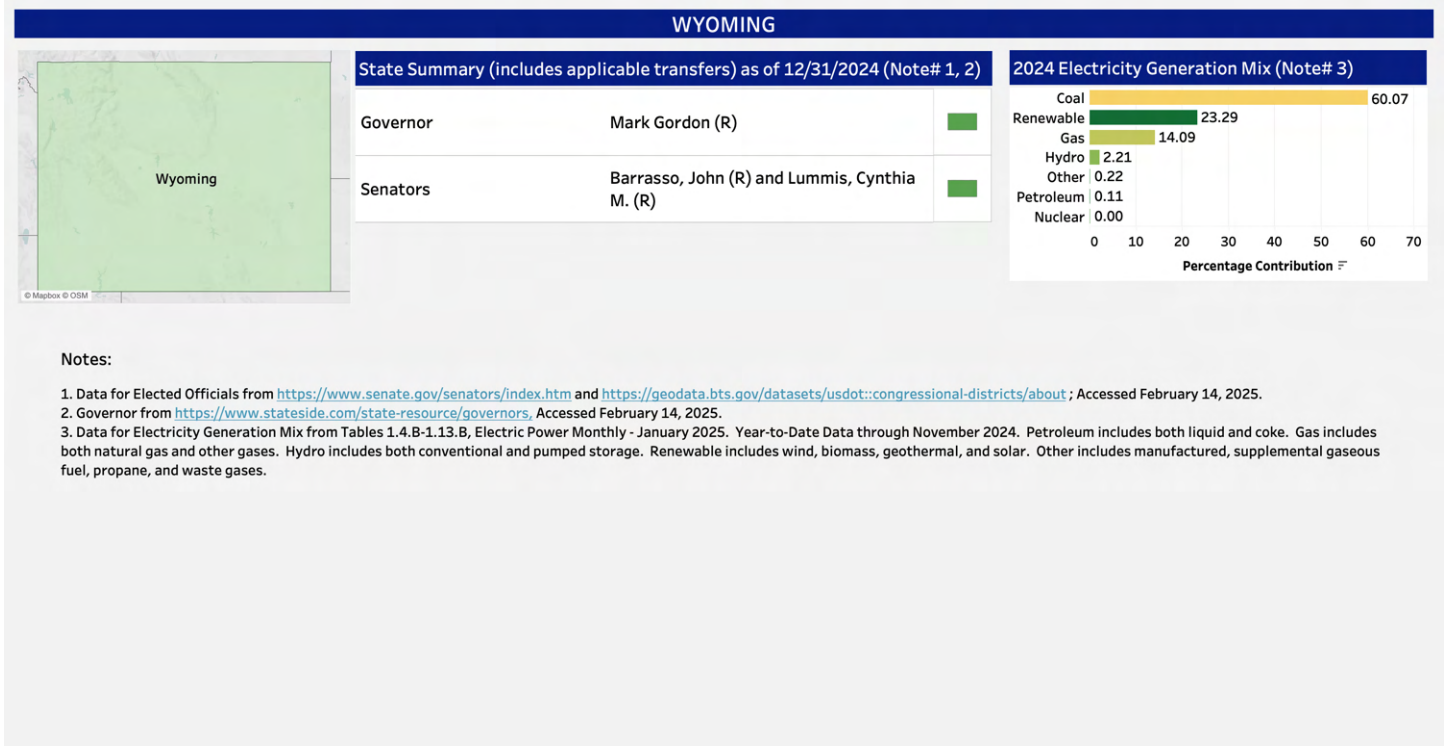 WYOMING
Wyoming
© Mapbox © OSM
State Summary (includes applicable transfers) as of 12/31/2024 (Note# 1, 2)
Governor Mark Gordon (R)
Senators Barrasso, John (R) and Lummis, Cynthia
M. (R)
2024 Electricity Generation Mix (Note# 3)
Coal 60.07
Renewable 23.29
Gas 14.09
Hydro 2.21
Other 0.22
Petroleum 0.11
Nuclear 0.00
0 10 20 30 40 50 60 70
Percentage Contribution
Notes:
1. Data for Elected Officials from https://www.senate.gov/senators/index.htm and https://geodata.bts.gov/datasets/usdot::congressional-districts/about ; Accessed February 14, 2025.
2. Governor from https://www.stateside.com/state-resource/governors, Accessed February 14, 2025.
3. Data for Electricity Generation Mix from Tables 1.4.B-1.13.B, Electric Power Monthly - January 2025. Year-to-Date Data through November 2024. Petroleum includes both liquid and coke. Gas includes
both natural gas and other gases. Hydro includes both conventional and pumped storage. Renewable includes wind, biomass, geothermal, and solar. Other includes manufactured, supplemental gaseous
fuel, propane, and waste gases.